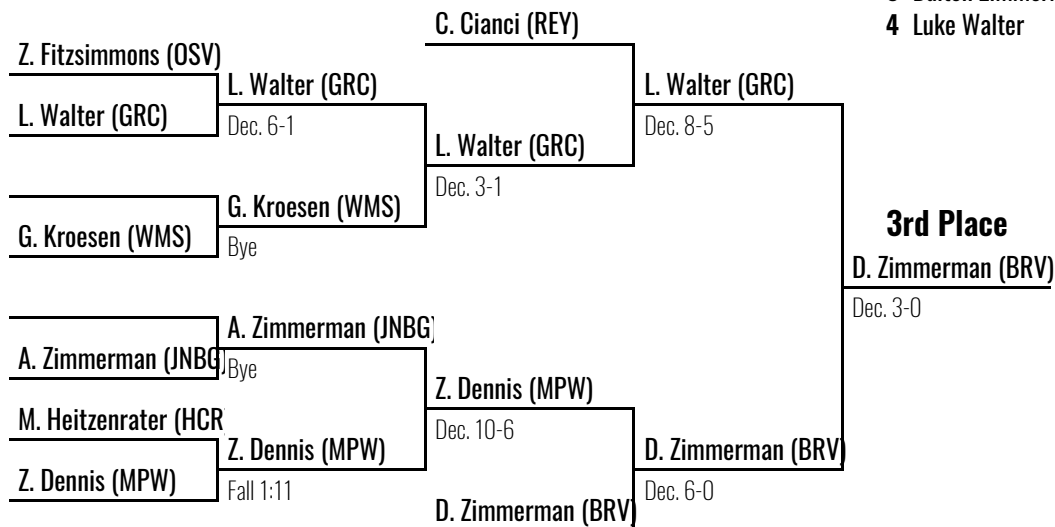 4 Luke Walter
C. Cianci (REY)
Z. Fitzsimmons (OSV)
L. Walter (GRC)
L. Walter (GRC)
Dec. 6-1
L. Walter (GRC)
Dec. 8-5
L. Walter (GRC)
Dec. 3-1
G. Kroesen (WMS)
G. Kroesen (WMS)
Bye
3rd Place
D. Zimmerman (BRV)
Dec. 3-0
A. Zimmerman (JNBG)
A. Zimmerman (JNBG)
Bye
Z. Dennis (MPW)
Dec. 10-6
M. Heitzenrater (HCR
Z. Dennis (MPW)
Z. Dennis (MPW)
Fall 1:11
D. Zimmerman (BRV)
Dec. 6-0
D. Zimmerman (BRV)